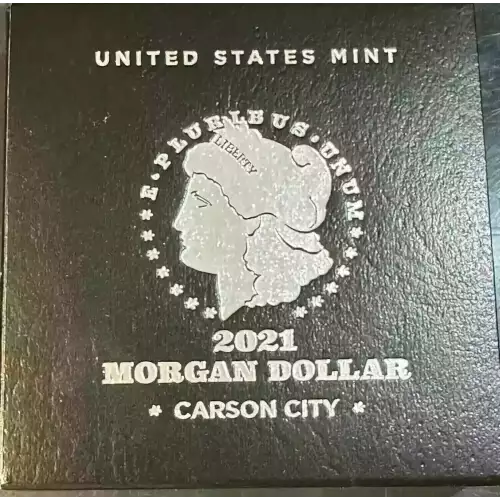 UNITED STATES MINT
E · PLURIBUS · UNUM
LIBERTY
2021
MORGAN DOLLAR
* CARSON CITY *